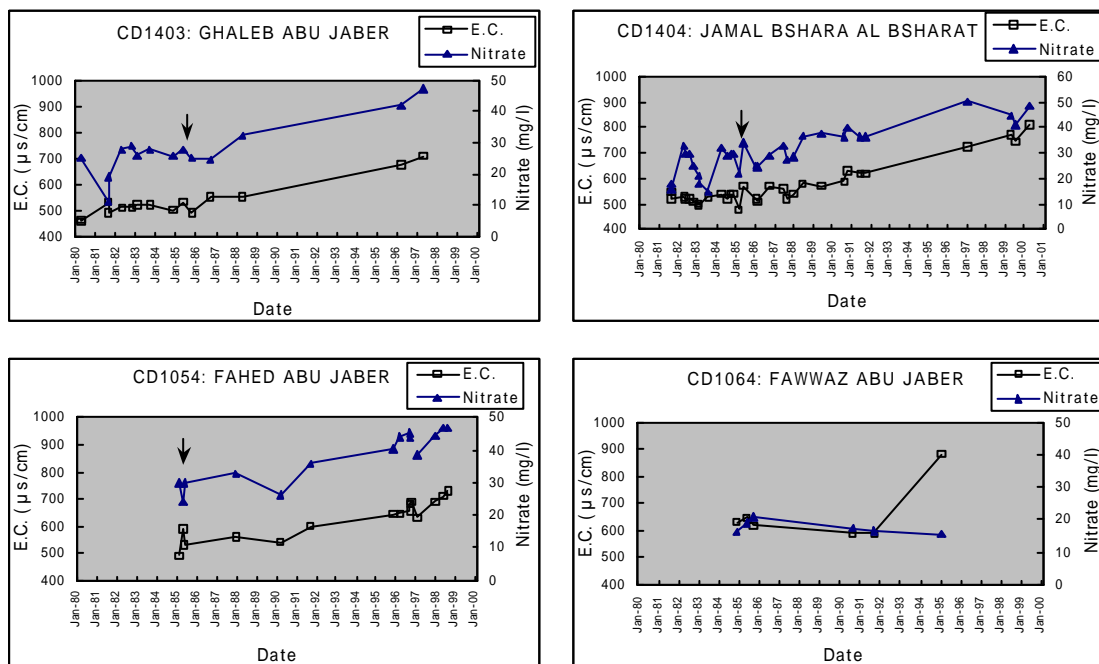 CD1403: GHALEB ABU JABER
E.C.
Nitrate
1000
900
800
700
600
500
400
E.C. ( µ s/cm)
50
40
30
20
10
0
Nitrate (mg/l)
Jan-80
Jan-81
Jan-82
Jan-83
Jan-84
Jan-85
Jan-86
Jan-87
Jan-88
Jan-89
Jan-90
Jan-91
Jan-92
Jan-93
Jan-94
Jan-95
Jan-96
Jan-97
Jan-98
Jan-99
Jan-00
Date
CD1404: JAMAL BSHARA AL BSHARAT
E.C.
Nitrate
1000
900
800
700
600
500
400
E.C. ( µ s/cm)
60
50
40
30
20
10
0
Nitrate (mg/l)
Jan-80
Jan-81
Jan-82
Jan-83
Jan-84
Jan-85
Jan-86
Jan-87
Jan-88
Jan-89
Jan-90
Jan-91
Jan-92
Jan-93
Jan-94
Jan-95
Jan-96
Jan-97
Jan-98
Jan-99
Jan-00
Jan-01
Date
CD1054: FAHED ABU JABER
E.C.
Nitrate
1000
900
800
700
600
500
400
E.C. ( µ s/cm)
50
40
30
20
10
0
Nitrate (mg/l)
Jan-80
Jan-81
Jan-82
Jan-83
Jan-84
Jan-85
Jan-86
Jan-87
Jan-88
Jan-89
Jan-90
Jan-91
Jan-92
Jan-93
Jan-94
Jan-95
Jan-96
Jan-97
Jan-98
Jan-99
Jan-00
Date
CD1064: FAWWAZ ABU JABER
E.C.
Nitrate
1000
900
800
700
600
500
400
E.C. ( µ s/cm)
50
40
30
20
10
0
Nitrate (mg/l)
Jan-80
Jan-81
Jan-82
Jan-83
Jan-84
Jan-85
Jan-86
Jan-87
Jan-88
Jan-89
Jan-90
Jan-91
Jan-92
Jan-93
Jan-94
Jan-95
Jan-96
Jan-97
Jan-98
Jan-99
Jan-00
Date